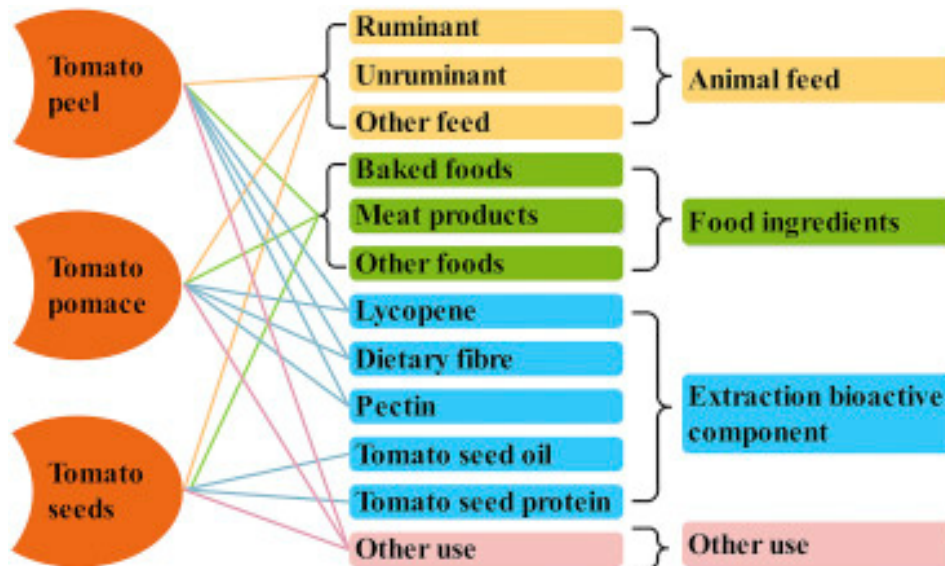 Tomato
peel
Tomato
pomace
Tomato
seeds
Ruminant
Unruminant
Other feed
Baked foods
Meat products
Other foods
Lycopene
Dietary fibre
Pectin
Tomato seed oil
Tomato seed protein
Other use
Animal feed
Food ingredients
Extraction bioactive
component
Other use